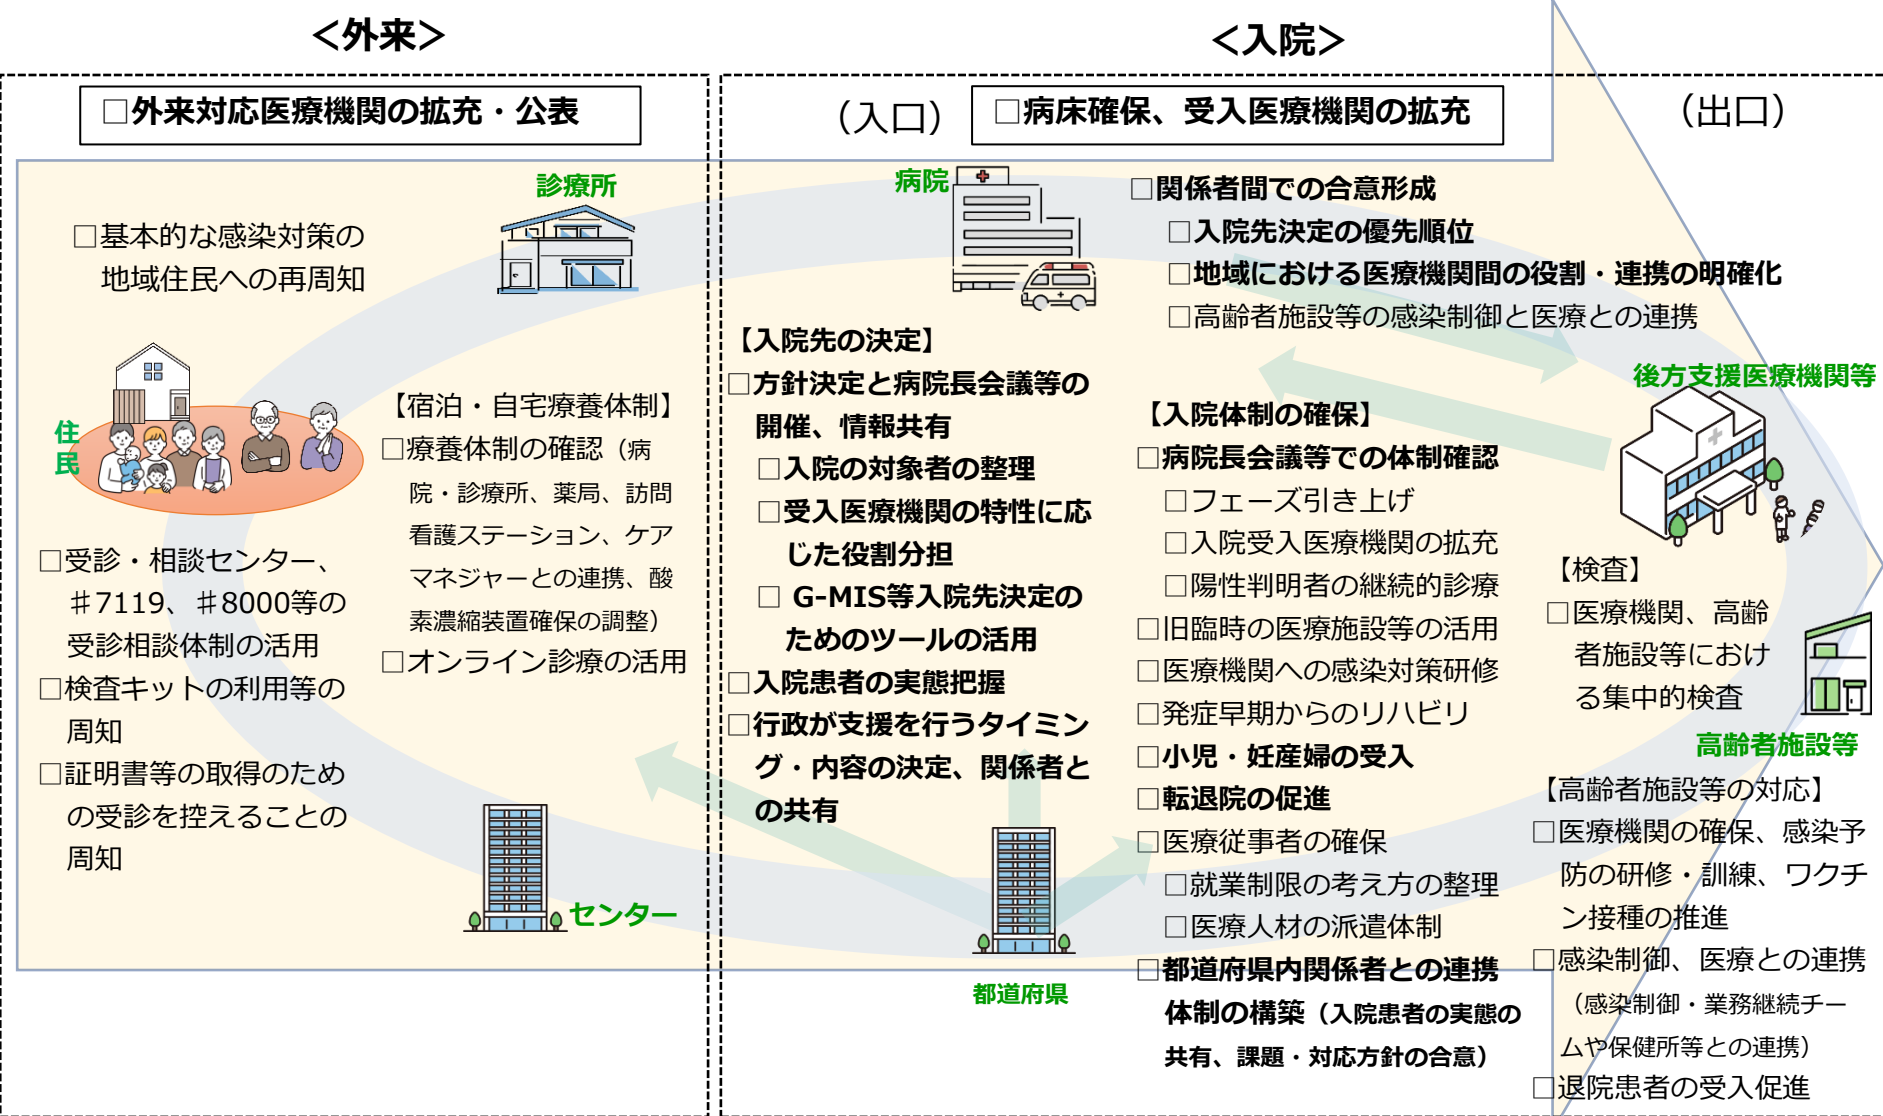 ＜外来＞
□外来対応医療機関の拡充・公表
診療所
□基本的な感染対策の
地域住民への再周知
住
民
【宿泊・自宅療養体制】
□療養体制の確認（病
院・診療所、薬局、訪問
看護ステーション、ケア
マネジャーとの連携、酸
素濃縮装置確保の調整）
□オンライン診療の活用
□受診・相談センター、
＃7119、＃8000等の
受診相談体制の活用
□検査キットの利用等の
周知
□証明書等の取得のため
の受診を控えることの
周知
センター
＜入院＞
（入口）
□病床確保、受入医療機関の拡充
（出口）
病院
□関係者間での合意形成
□入院先決定の優先順位
□地域における医療機関間の役割・連携の明確化
□高齢者施設等の感染制御と医療との連携
【入院先の決定】
□方針決定と病院長会議等の
開催、情報共有
□入院の対象者の整理
□受入医療機関の特性に応
じた役割分担
□ G-MIS等入院先決定の
ためのツールの活用
□入院患者の実態把握
□行政が支援を行うタイミン
グ・内容の決定、関係者と
の共有
都道府県
【入院体制の確保】
□病院長会議等での体制確認
□フェーズ引き上げ
□入院受入医療機関の拡充
□陽性判明者の継続的診療
□旧臨時の医療施設等の活用
□医療機関への感染対策研修
□発症早期からのリハビリ
□小児・妊産婦の受入
□転退院の促進
□医療従事者の確保
□就業制限の考え方の整理
□医療人材の派遣体制
□都道府県内関係者との連携
体制の構築（入院患者の実態の
共有、課題・対応方針の合意）
後方支援医療機関等
【検査】
□医療機関、高齢
者施設等におけ
る集中的検査
高齢者施設等
【高齢者施設等の対応】
□医療機関の確保、感染予
防の研修・訓練、ワクチ
ン接種の推進
□感染制御、医療との連携
（感染制御・業務継続チー
ムや保健所等との連携）
□退院患者の受入促進